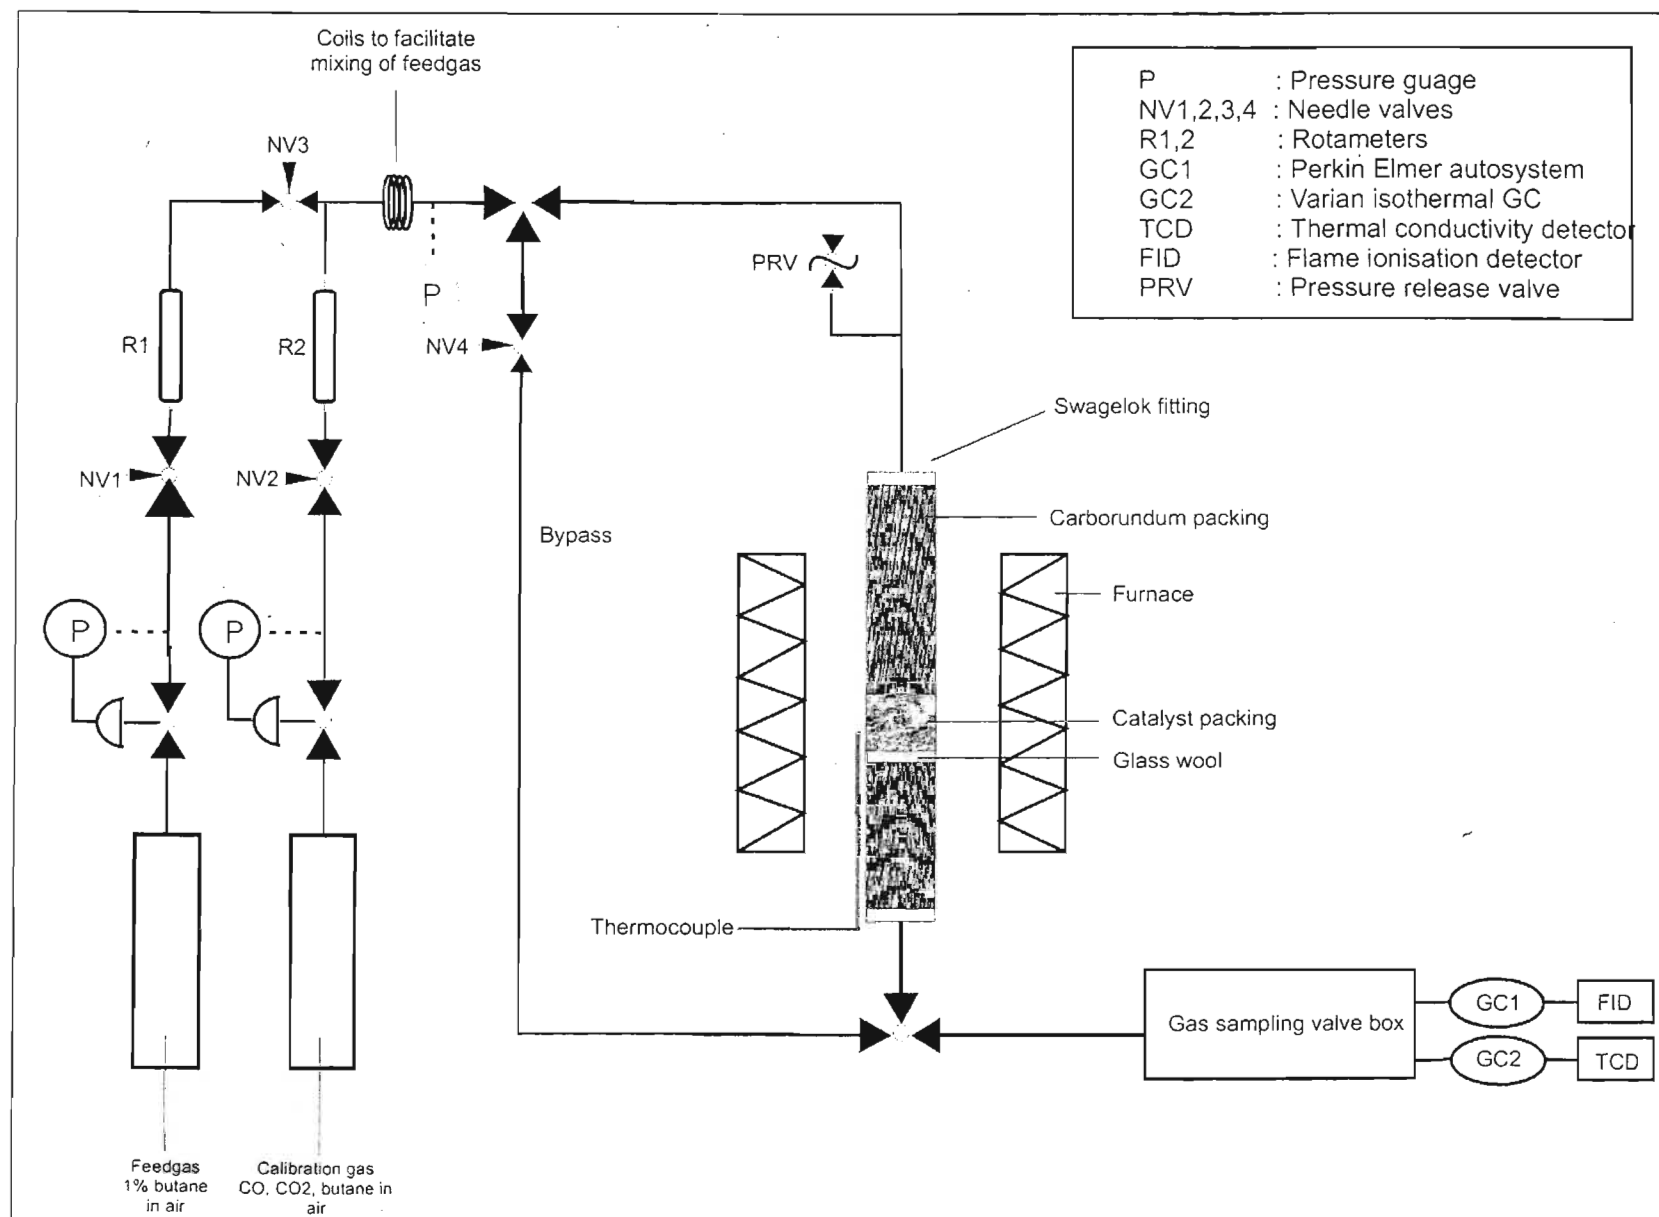 Coils to facilitate
mixing of feedgas
P : Pressure guage
NV1,2,3,4 : Needle valves
R1,2 : Rotameters
GC1 : Perkin Elmer autosystem
GC2 : Varian isothermal GC
TCD : Thermal conductivity detector
FID : Flame ionisation detector
PRV : Pressure release valve
NV3
PRV
P
R1
R2
NV4
Swagelok fitting
NV1
NV2
Carborundum packing
Bypass
Furnace
P
P
Catalyst packing
Glass wool
Thermocouple
Gas sampling valve box
GC1
FID
GC2
TCD
Feedgas
1% butane
in air
Calibration gas
CO, CO2, butane in
air